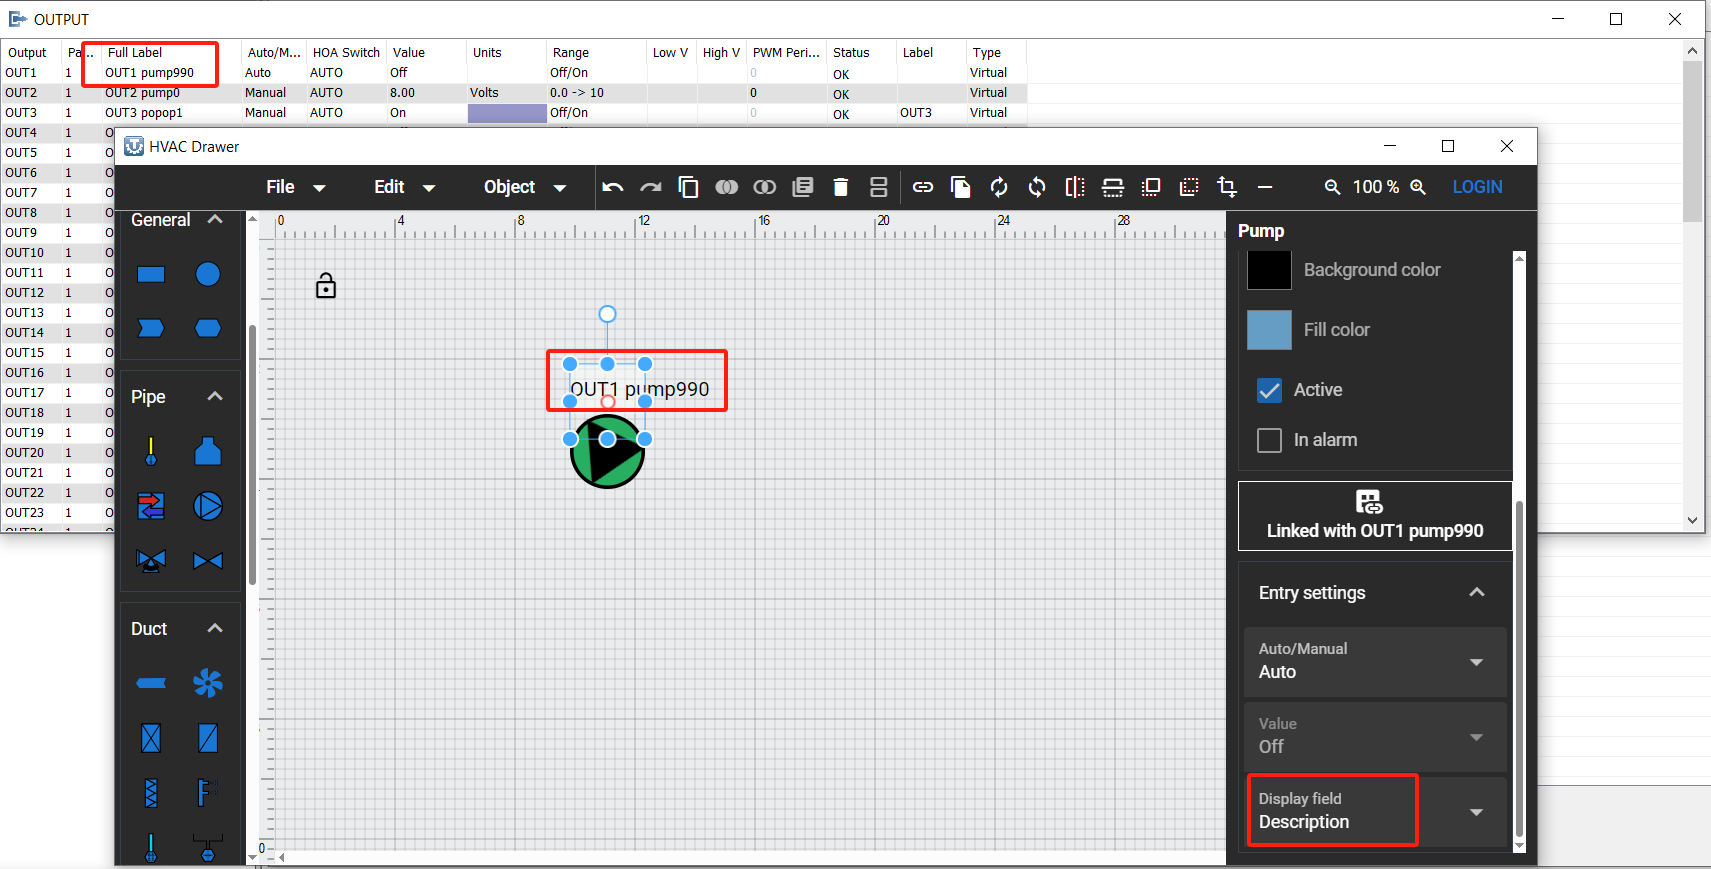 OUTPUT
Output Pa... Full Label Auto/M... HOA Switch Value Units Range Low V High V PWM Peri... Status Label Type
OUT1 1 OUT1 pump990 Auto AUTO Off Off/On 0 OK Virtual
OUT2 1 OUT2 pump0 Manual AUTO 8.00 Volts 0.0 -> 10 0 OK Virtual
OUT3 1 OUT3 popop1 Manual AUTO On Off/On 0 OK OUT3 Virtual
OUT4 1
OUT5 1
OUT6 1
OUT7 1
OUT8 1
OUT9 1
OUT10 1
OUT11 1
OUT12 1
OUT13 1
OUT14 1
OUT15 1
OUT16 1
OUT17 1
OUT18 1
OUT19 1
OUT20 1
OUT21 1
OUT22 1
OUT23 1
HVAC Drawer
File Edit Object 100 % LOGIN
General
Pipe
Duct
0 4 8 12 16 20 24 28
OUT1 pump990
0
Pump
Background color
Fill color
Active
In alarm
Linked with OUT1 pump990
Entry settings
Auto/Manual
Auto
Value
Off
Display field
Description